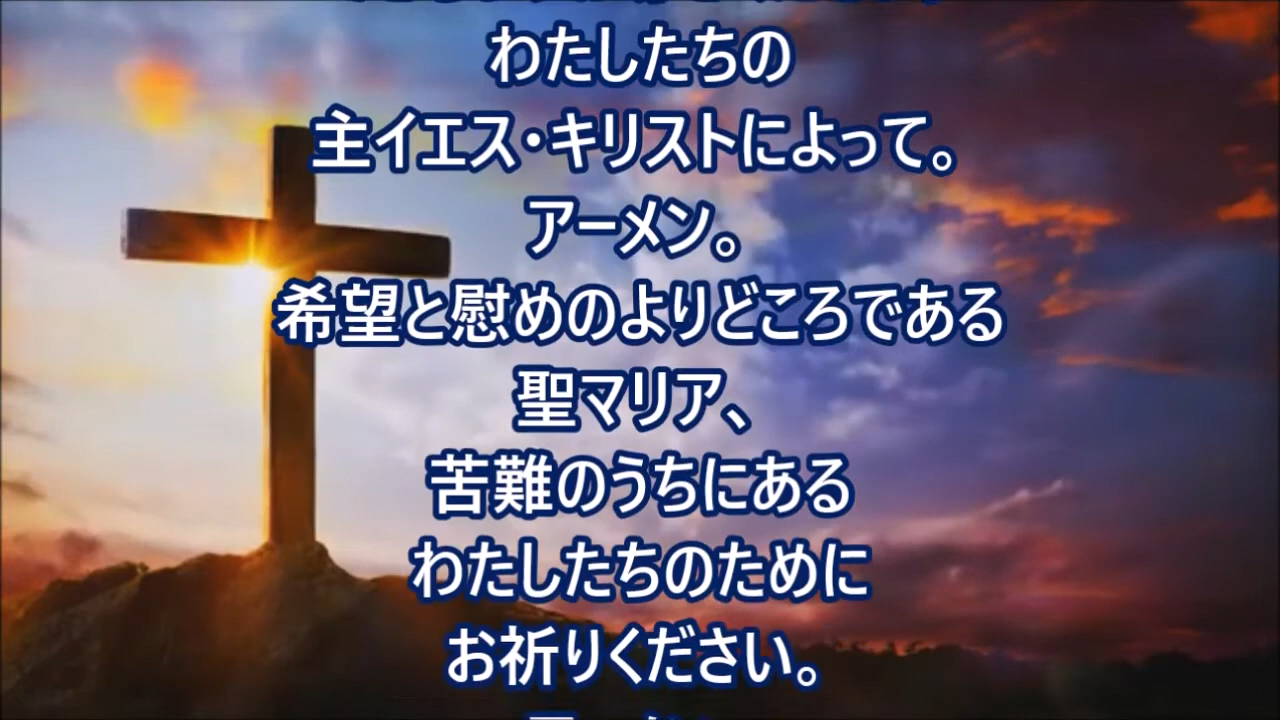 わたしたちの
主イエス・キリストによって。
アーメン。
希望と慰めのよりどころである
聖マリア、
苦難のうちにある
わたしたちのために
お祈りください。